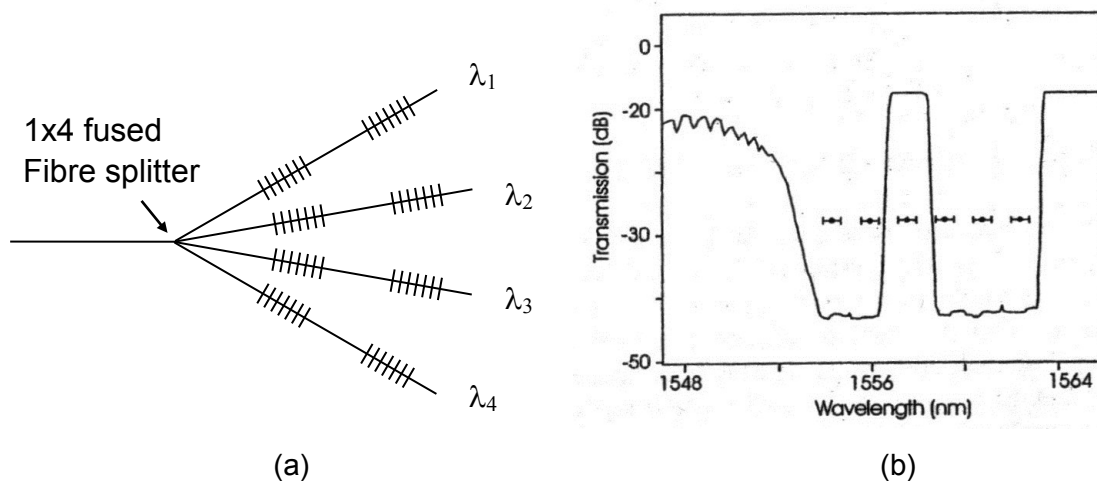 1x4 fused
Fibre splitter
λ1
λ2
λ3
λ4
(a)
Transmission (dB)
0
-20
-30
-50
1548
1556
1564
Wavelength (nm)
(b)